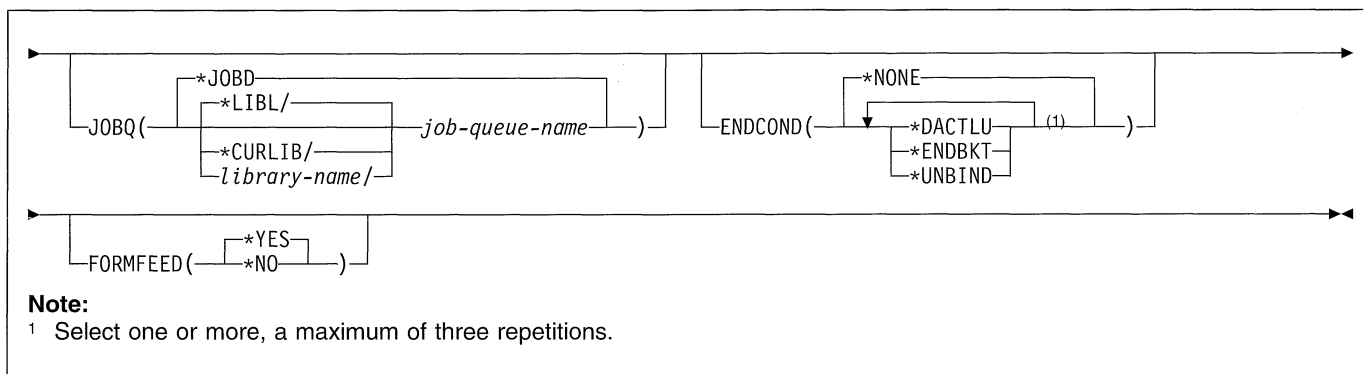 *JOBD *NONE
*LIBL/
JOBQ( job-queue-name ) ENDCOND( *DACTLU (1) )
*CURLIB/ *ENDBKT
library-name/ *UNBIND
*YES
FORMFEED( *NO )
Note:
1 Select one or more, a maximum of three repetitions.